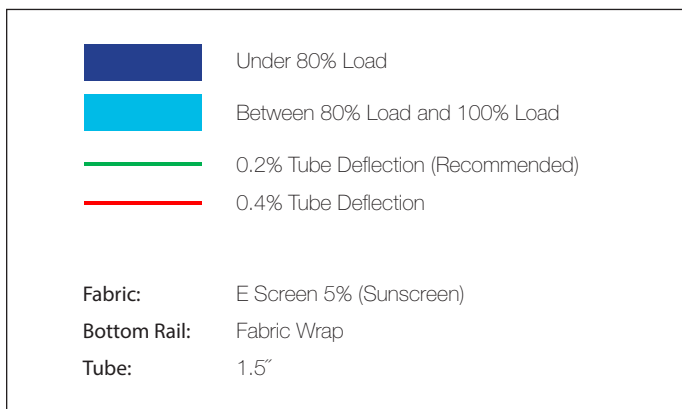 Under 80% Load
Between 80% Load and 100% Load
0.2% Tube Deflection (Recommended)
0.4% Tube Deflection
Fabric: E Screen 5% (Sunscreen)
Bottom Rail: Fabric Wrap
Tube: 1.5˝